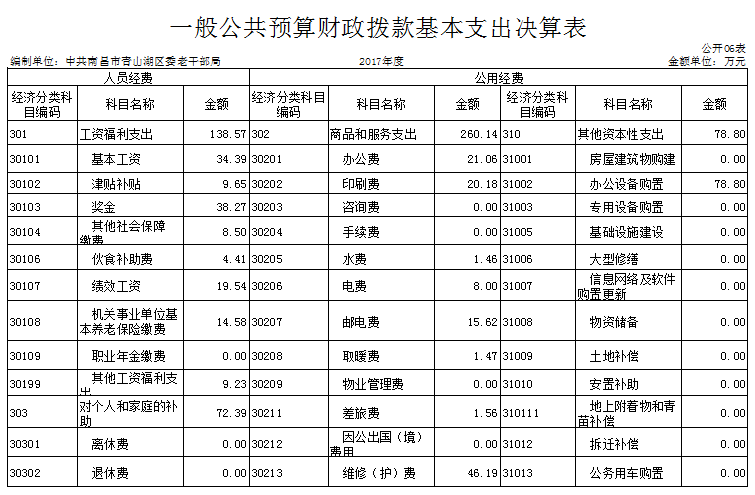 一般公共预算财政拨款基本支出决算表
公开06表
编制单位：中共南昌市青山湖区委老干部局 2017年度 金额单位：万元
人员经费 公用经费
经济分类科目编码 科目名称 金额 经济分类科目编码 科目名称 金额 经济分类科目编码 科目名称 金额
301 工资福利支出 138.57 302 商品和服务支出 260.14 310 其他资本性支出 78.80
30101 基本工资 34.39 30201 办公费 21.06 31001 房屋建筑物购建 0.00
30102 津贴补贴 9.65 30202 印刷费 20.18 31002 办公设备购置 78.80
30103 奖金 38.27 30203 咨询费 0.00 31003 专用设备购置 0.00
30104 其他社会保障缴费 8.50 30204 手续费 0.00 31005 基础设施建设 0.00
30106 伙食补助费 4.41 30205 水费 1.46 31006 大型修缮 0.00
30107 绩效工资 19.54 30206 电费 8.00 31007 信息网络及软件购置更新 0.00
30108 机关事业单位基本养老保险缴费 14.58 30207 邮电费 15.62 31008 物资储备 0.00
30109 职业年金缴费 0.00 30208 取暖费 1.47 31009 土地补偿 0.00
30199 其他工资福利支出 9.23 30209 物业管理费 0.00 31010 安置补助 0.00
303 对个人和家庭的补助 72.39 30211 差旅费 1.56 310111 地上附着物和青苗补偿 0.00
30301 离休费 0.00 30212 因公出国（境）费用 0.00 31012 拆迁补偿 0.00
30302 退休费 0.00 30213 维修（护）费 46.19 31013 公务用车购置 0.00